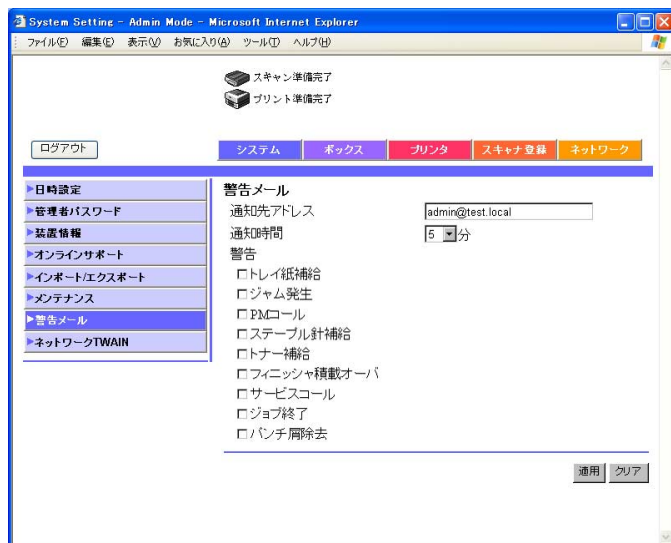 System Setting - Admin Mode - Microsoft Internet Explorer
ファイル(F) 編集(E) 表示(V) お気に入り(A) ツール(T) ヘルプ(H)
スキャン準備完了
プリント準備完了
ログアウト
システム ボックス プリンタ スキャナ登録 ネットワーク
日時設定
管理者パスワード
装置情報
オンラインサポート
インポート/エクスポート
メンテナンス
警告メール
ネットワークTWAIN
警告メール
通知先アドレス admin@test.local
通知時間 5 分
警告
トレイ紙補給
ジャム発生
PMコール
ステープル針補給
トナー補給
フィニッシャ積載オーバ
サービスコール
ジョブ終了
パンチ屑除去
適用 クリア